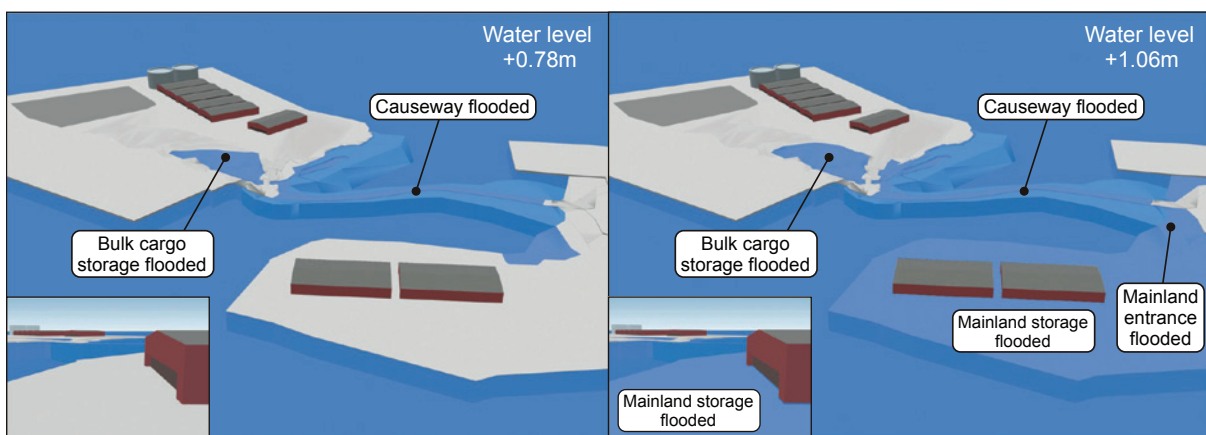 Water level
+0.78m
Causeway flooded
Bulk cargo
storage flooded
Water level
+1.06m
Causeway flooded
Bulk cargo
storage flooded
Mainland
entrance
flooded
Mainland storage
flooded
Mainland storage
flooded